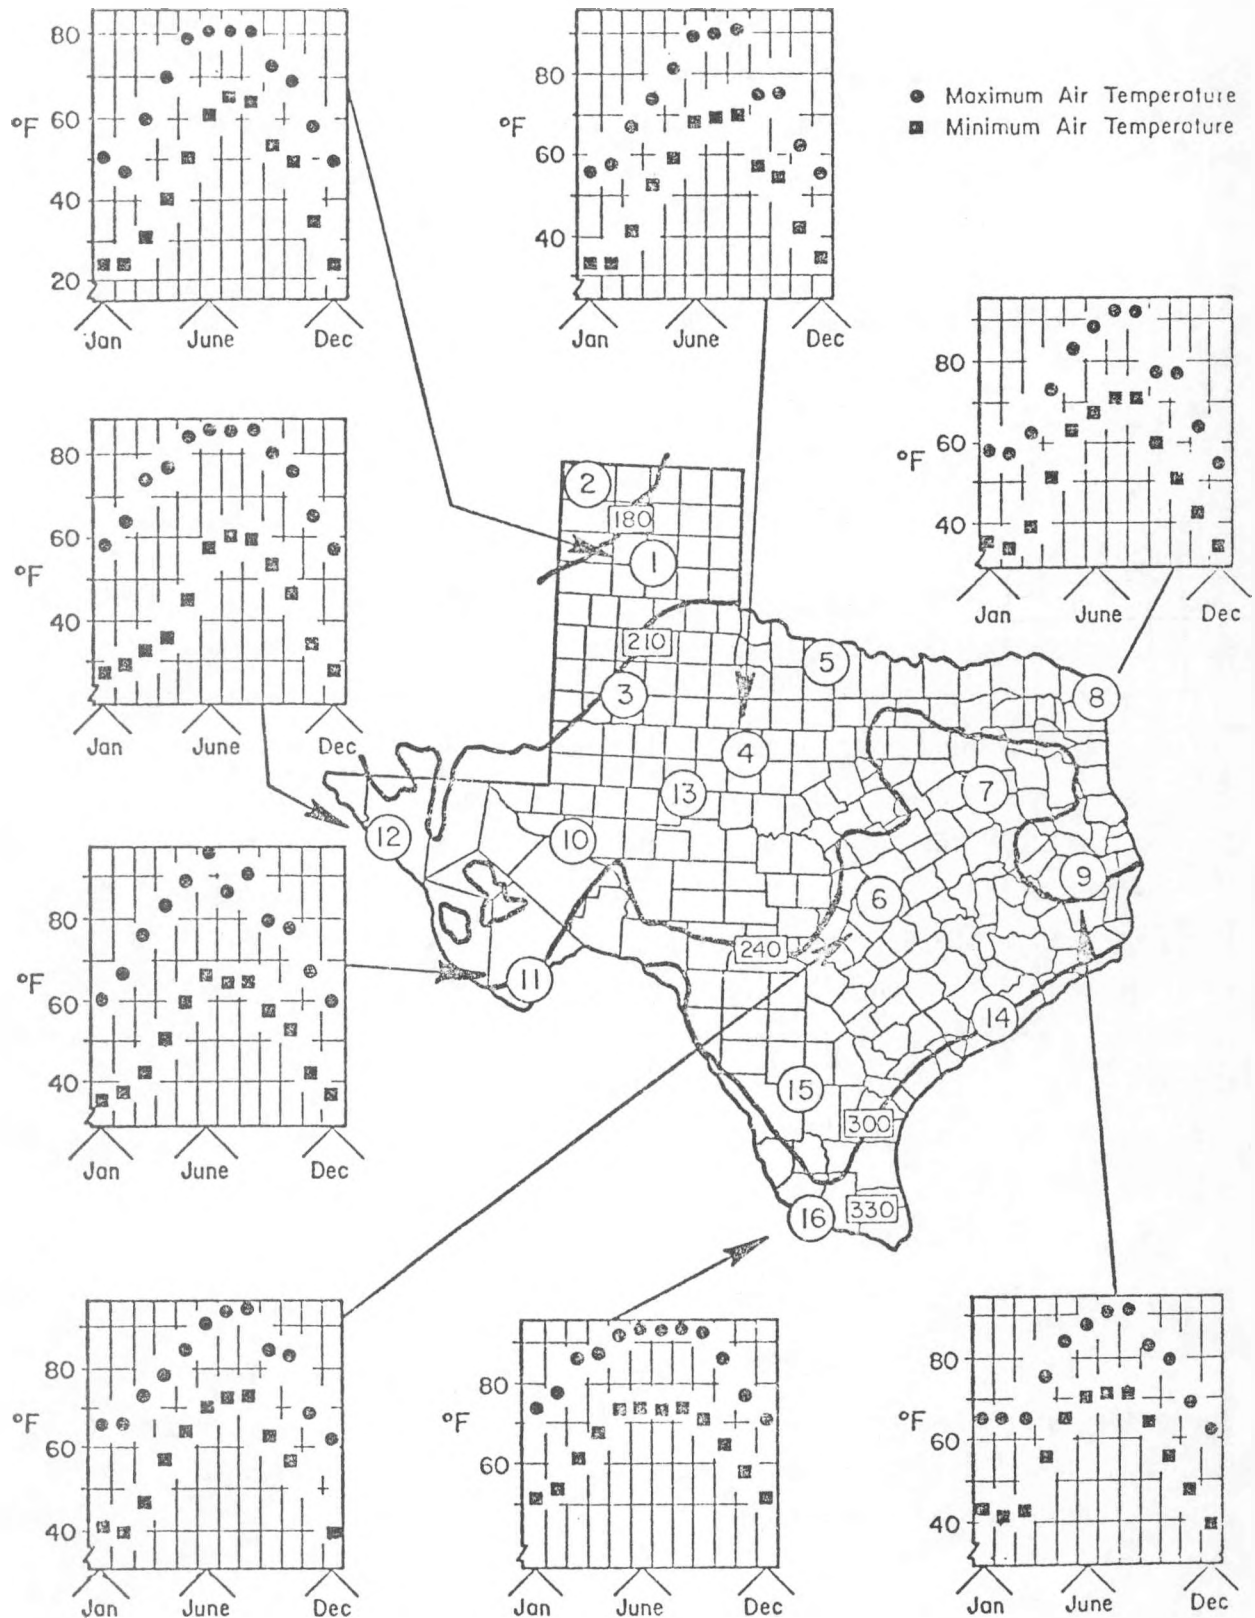 80
60
°F
40
20
Jan June Dec
80
°F
60
40
Jan June Dec
● Maximum Air Temperature
■ Minimum Air Temperature
80
60
°F
40
Jan June Dec
80
60
°F
40
Jan June Dec
2
180
1
210
5
3
8
4
7
13
12
10
9
6
240
11
14
15
300
16
330
80
°F
60
40
Jan June Dec
80
°F
60
40
Jan June Dec
80
°F
60
Jan June Dec
80
°F
60
40
Jan June Dec